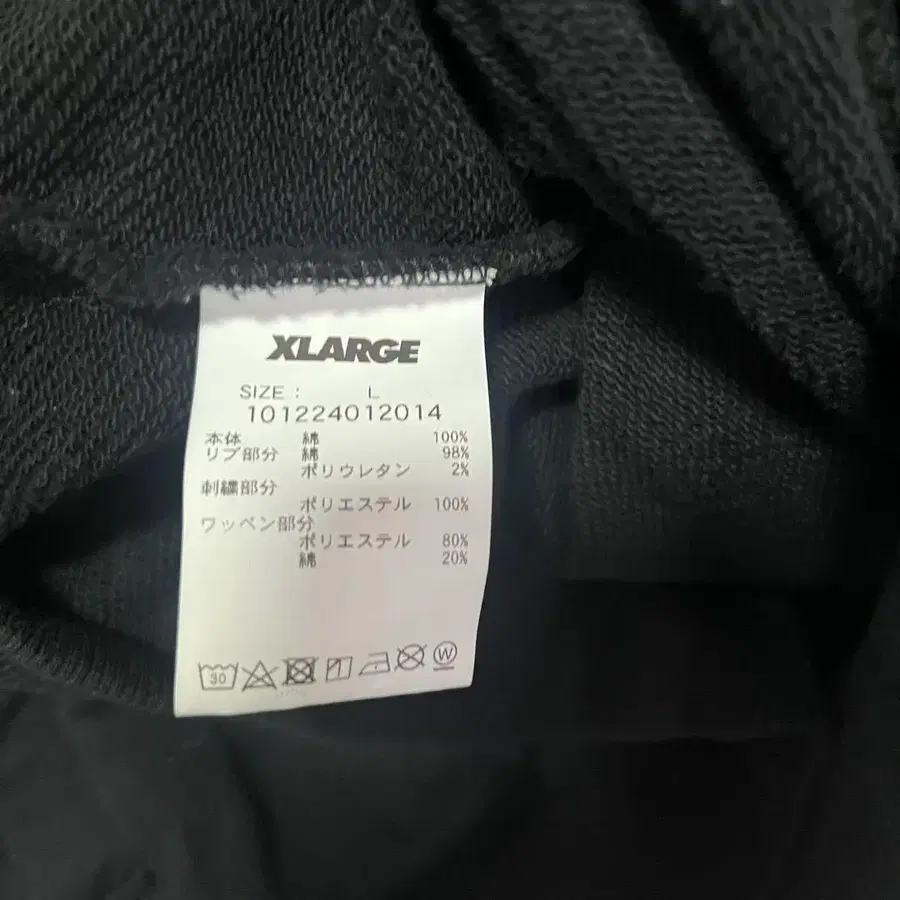 XLARGE
SIZE : L
101224012014
本体 綿 100%
リブ部分 綿 98%
ポリウレタン 2%
刺繍部分
ポリエステル 100%
ワッペン部分
ポリエステル 80%
綿 20%
30 W